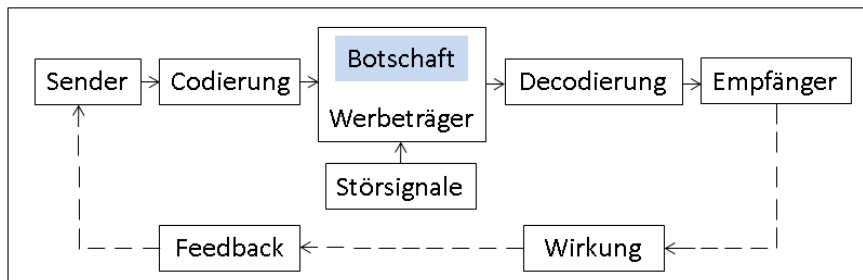 Sender
Codierung
Botschaft
Werbeträger
Decodierung
Empfänger
Störsignale
Feedback
Wirkung